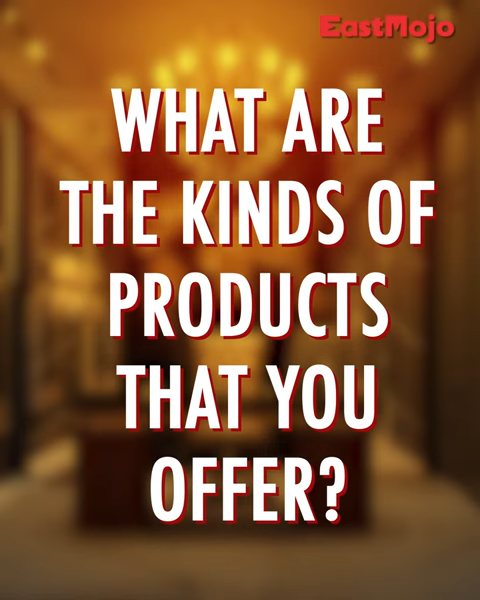 EastMojo
WHAT ARE
THE KINDS OF
PRODUCTS
THAT YOU
OFFER?